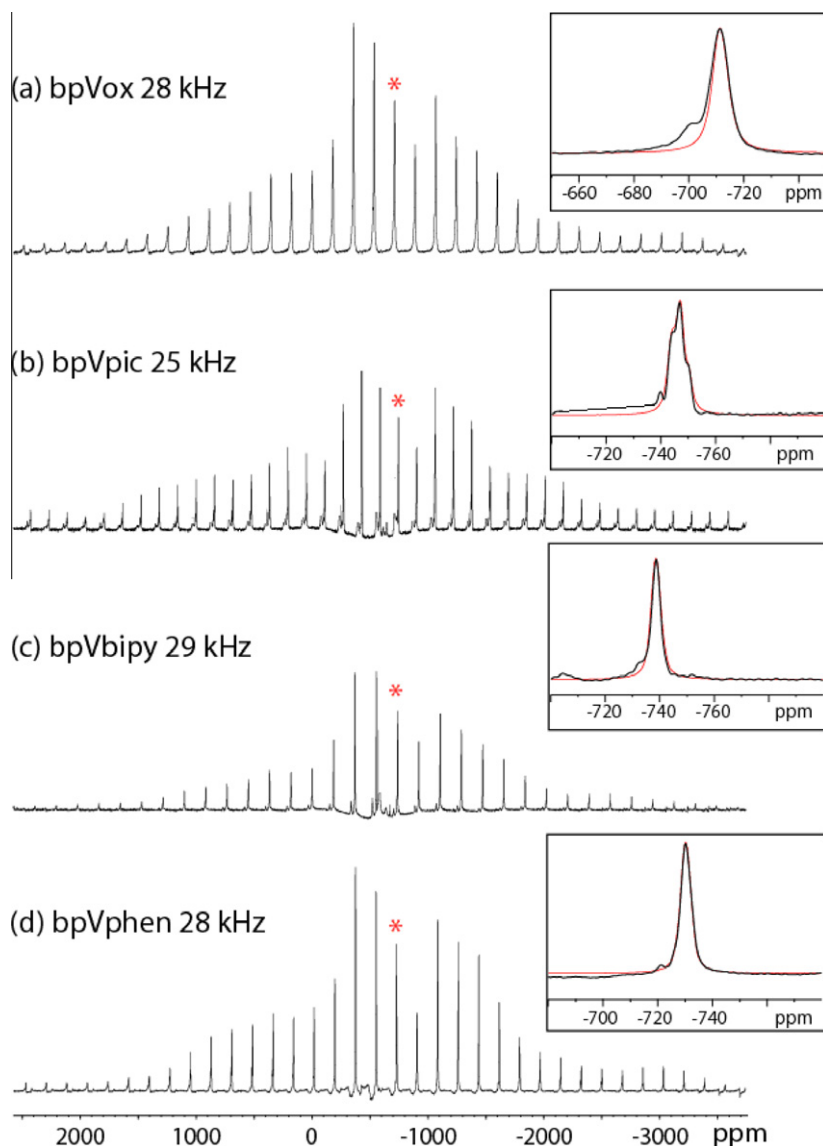 (a) bpVox 28 kHz
*
-660 -680 -700 -720 ppm
(b) bpVpic 25 kHz
*
-720 -740 -760 ppm
(c) bpVbipy 29 kHz
*
-720 -740 -760 ppm
(d) bpVphen 28 kHz
*
-700 -720 -740 ppm
2000 1000 0 -1000 -2000 -3000 ppm